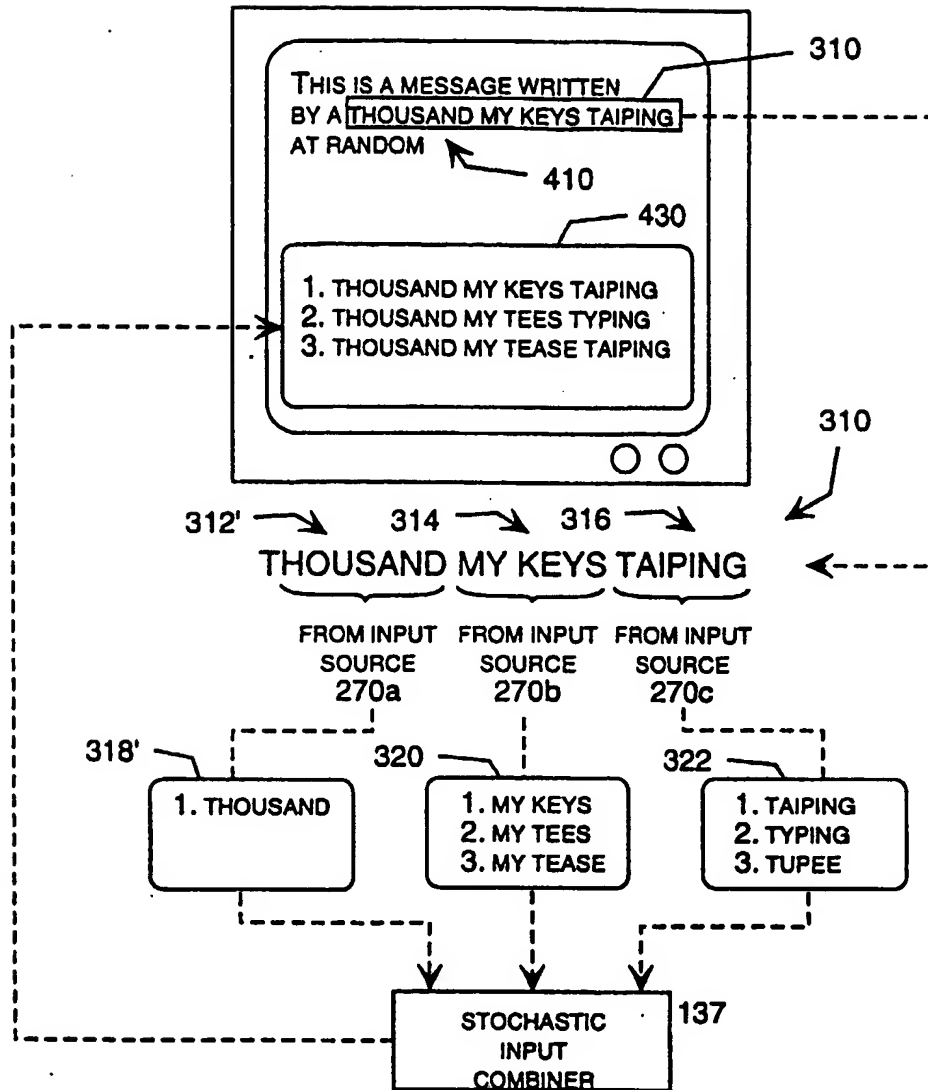 310
THIS IS A MESSAGE WRITTEN
BY A THOUSAND MY KEYS TAIPING
AT RANDOM
410
430
1. THOUSAND MY KEYS TAIPING
2. THOUSAND MY TEES TYPING
3. THOUSAND MY TEASE TAIPING
310
312' 314 316
THOUSAND MY KEYS TAIPING
FROM INPUT SOURCE 270a
FROM INPUT SOURCE 270b
FROM INPUT SOURCE 270c
318'
1. THOUSAND
320
1. MY KEYS
2. MY TEES
3. MY TEASE
322
1. TAIPING
2. TYPING
3. TUPEE
STOCHASTIC
INPUT
COMBINER
137